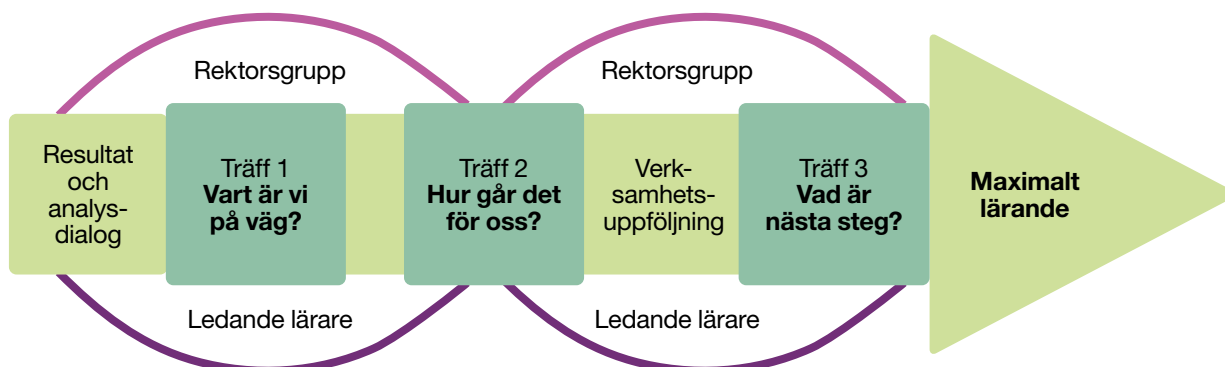 Rektorsgrupp
Rektorsgrupp
Resultat
och
analys-
dialog
Träff 1
Vart är vi
på väg?
Träff 2
Hur går det
för oss?
Verk-
samhets-
uppföljning
Träff 3
Vad är
nästa steg?
Maximalt
lärande
Ledande lärare
Ledande lärare